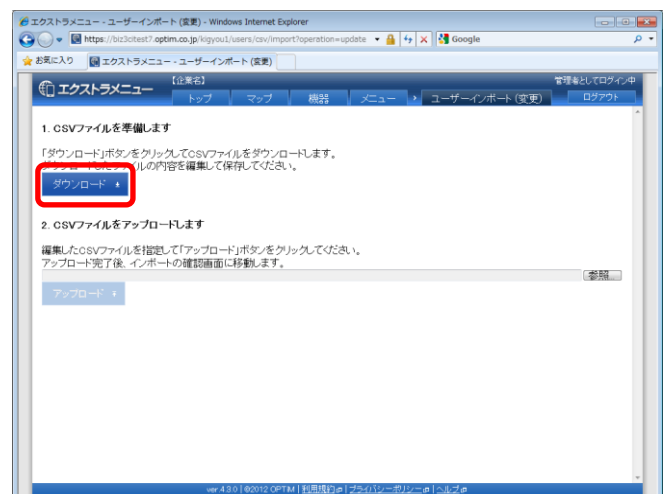 エクストラメニュー - ユーザーインポート (変更) - Windows Internet Explorer
https://biz3citest7.optim.co.jp/kigyou1/users/csv/import?operation=update
Google
お気に入り
エクストラメニュー - ユーザーインポート (変更)
エクストラメニュー
【企業名】
管理者としてログイン中
トップ
マップ
機器
メニュー
ユーザーインポート (変更)
ログアウト
1. CSVファイルを準備します
「ダウンロード」ボタンをクリックしてCSVファイルをダウンロードします。
ダウンロードしたファイルの内容を編集して保存してください。
ダウンロード
2. CSVファイルをアップロードします
編集したCSVファイルを指定して「アップロード」ボタンをクリックしてください。
アップロード完了後、インポートの確認画面に移動します。
参照...
アップロード
ver.4.3.0 | ©2012 OPTiM | 利用規約 | プライバシーポリシー | ヘルプ